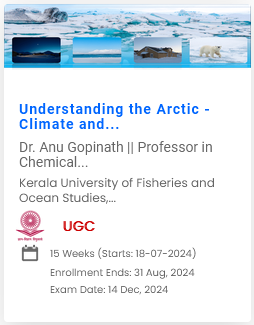 Understanding the Arctic -
Climate and...
Dr. Anu Gopinath || Professor in
Chemical...
Kerala University of Fisheries and
Ocean Studies,...
UGC
15 Weeks (Starts: 18-07-2024)
Enrollment Ends: 31 Aug, 2024
Exam Date: 14 Dec, 2024